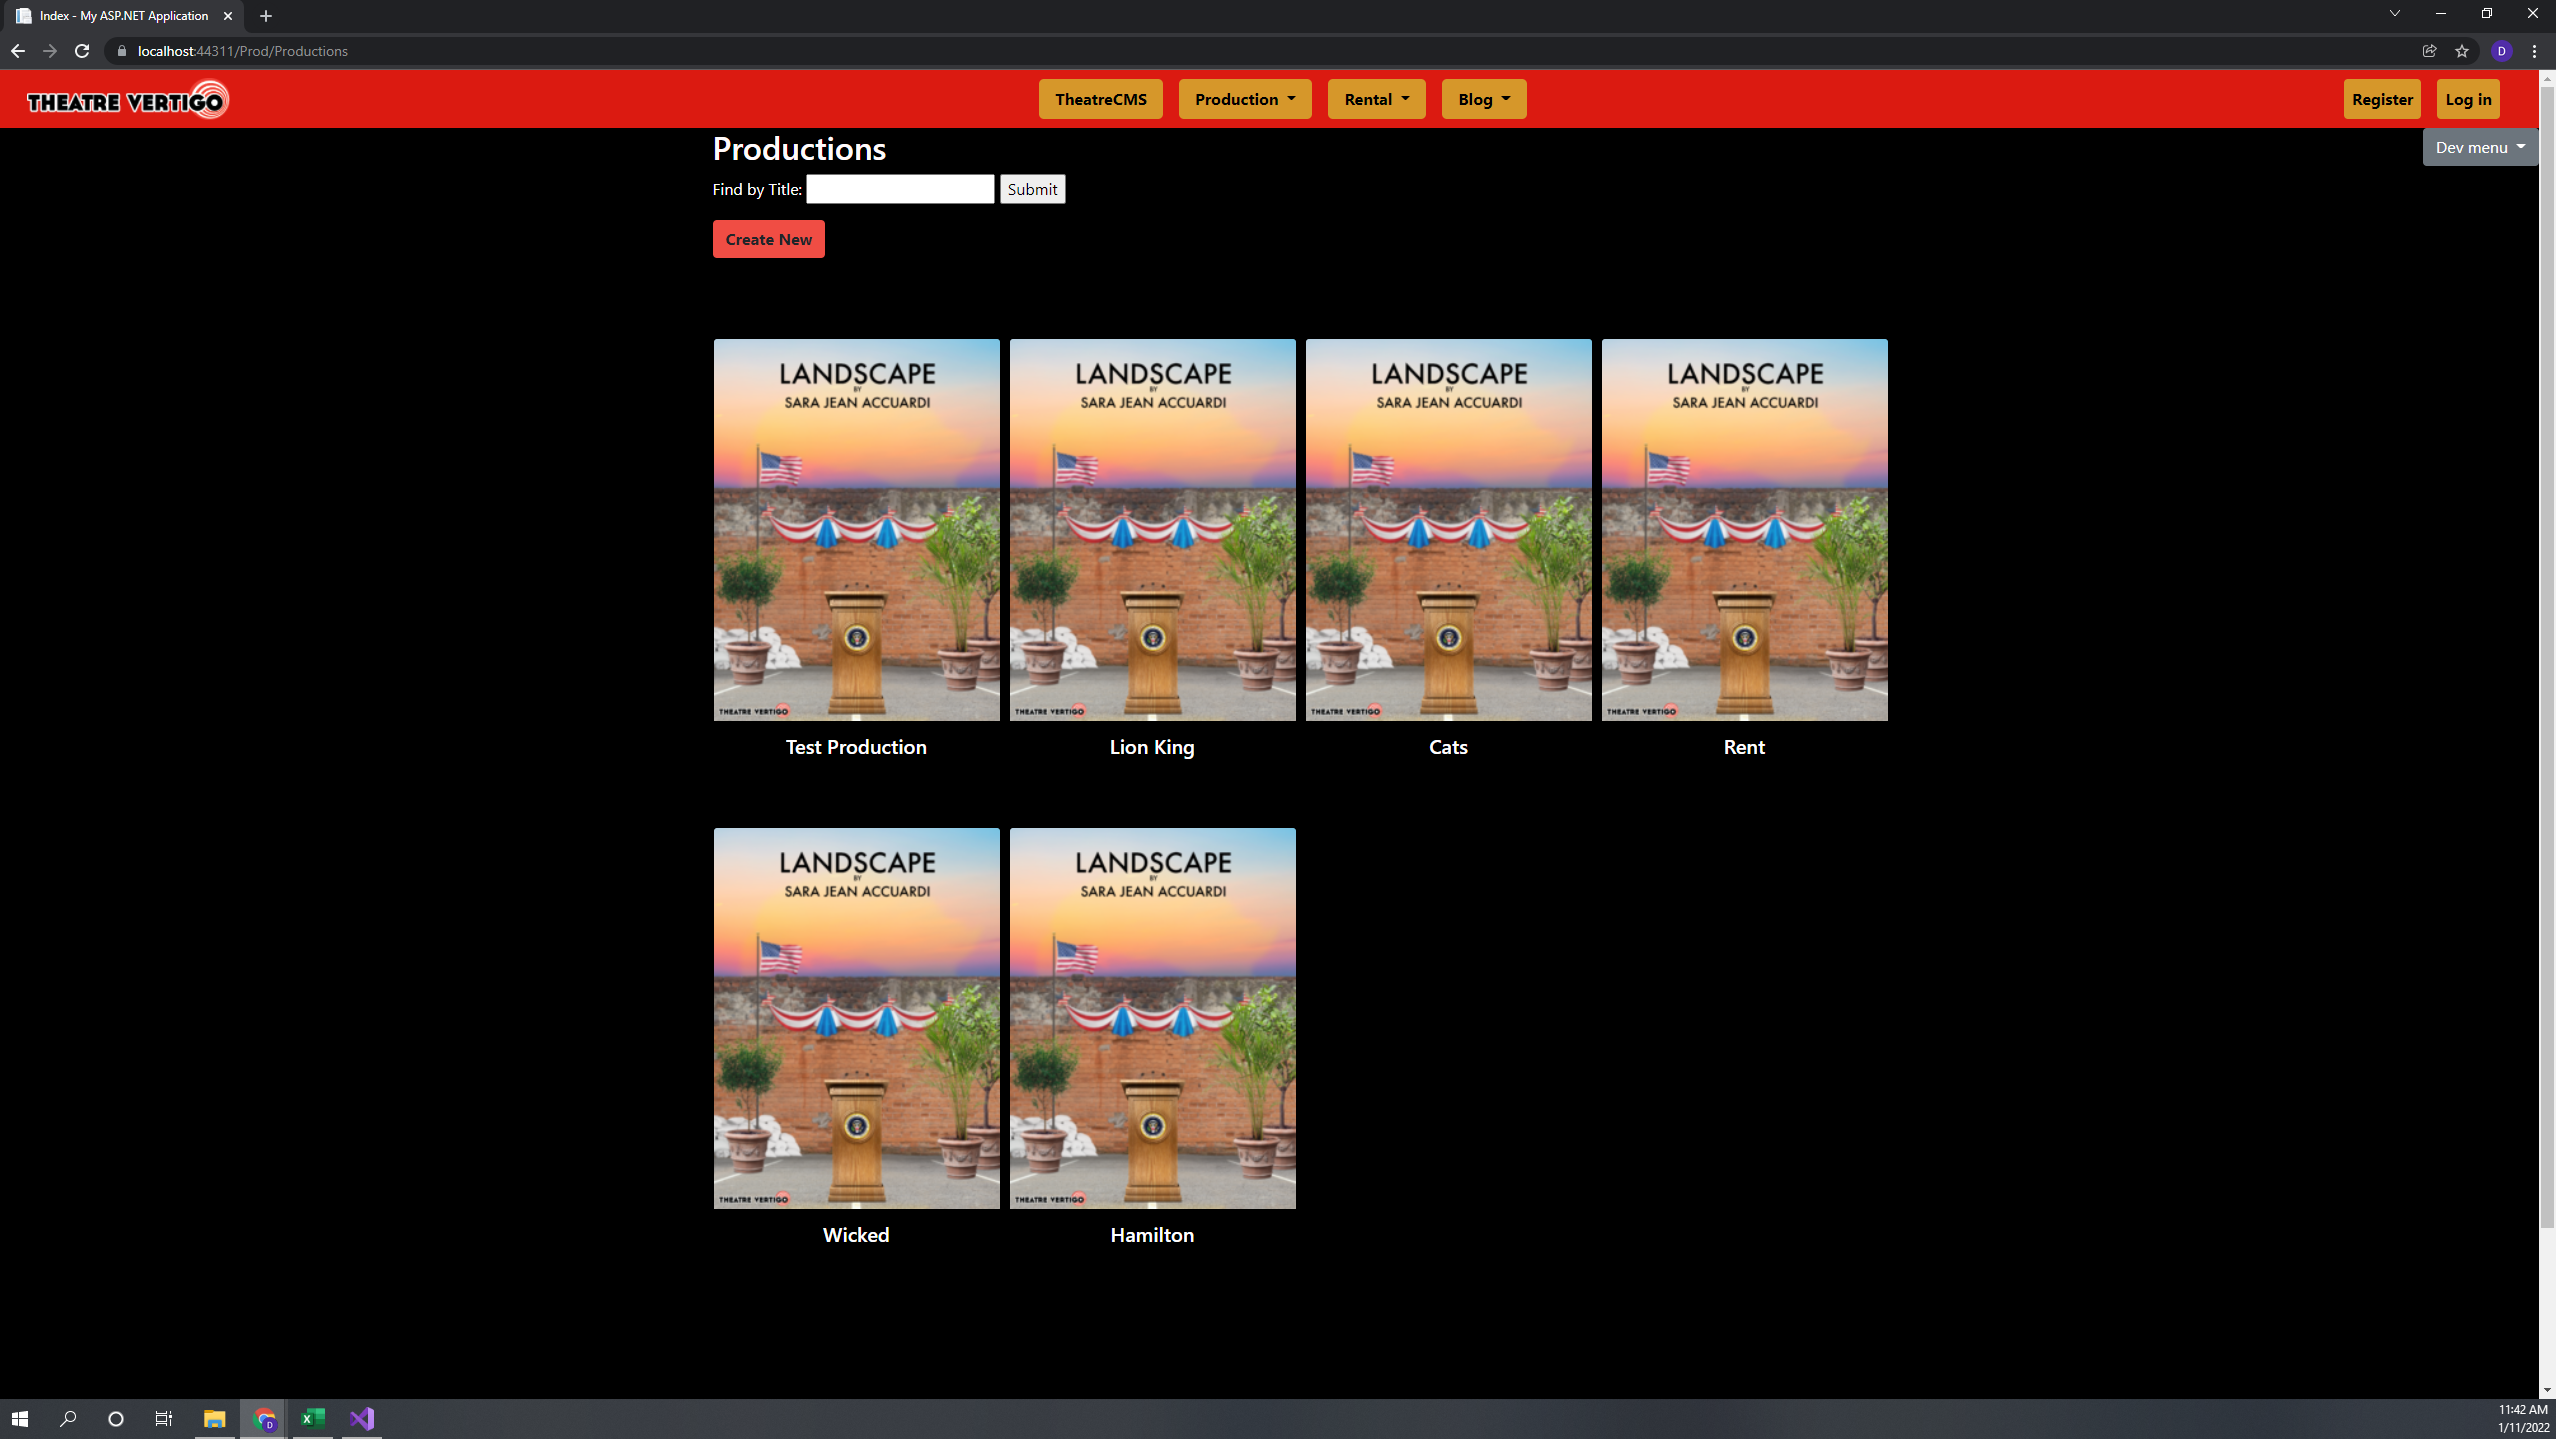 Index - My ASP.NET Application
localhost:44311/Prod/Productions
D
THEATRE VERTIGO
TheatreCMS Production Rental Blog Register Log in
Productions
Dev menu
Find by Title: Submit
Create New
LANDSCAPE
BY
SARA JEAN ACCUARDI
THEATRE VERTIGO
LANDSCAPE
BY
SARA JEAN ACCUARDI
THEATRE VERTIGO
LANDSCAPE
BY
SARA JEAN ACCUARDI
THEATRE VERTIGO
LANDSCAPE
BY
SARA JEAN ACCUARDI
THEATRE VERTIGO
Test Production Lion King Cats Rent
LANDSCAPE
BY
SARA JEAN ACCUARDI
THEATRE VERTIGO
LANDSCAPE
BY
SARA JEAN ACCUARDI
THEATRE VERTIGO
Wicked Hamilton
X
D
11:42 AM
1/11/2022